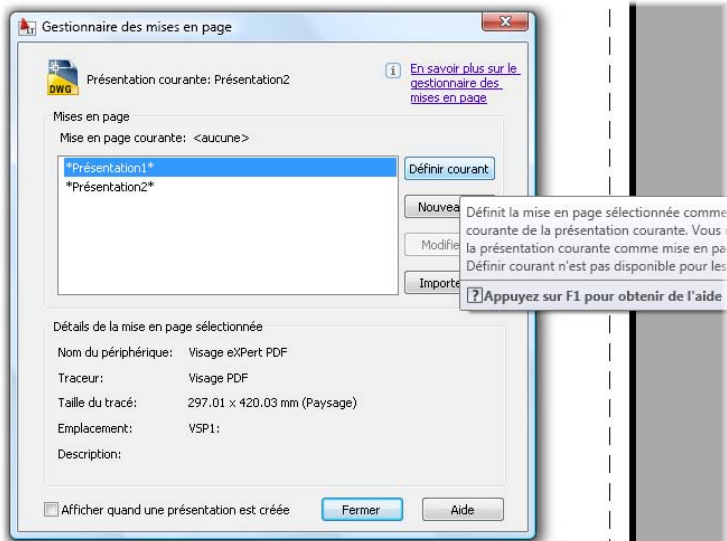 Gestionnaire des mises en page
DWG
Présentation courante: Présentation2
En savoir plus sur le
gestionnaire des
mises en page
Mises en page
Mise en page courante: <aucune>
*Présentation1*
*Présentation2*
Définir courant
Nouvea
Modifie
Importe
Définit la mise en page sélectionnée comme
courante de la présentation courante. Vous
la présentation courante comme mise en pa
Définir courant n'est pas disponible pour les
Appuyez sur F1 pour obtenir de l'aide
Détails de la mise en page sélectionnée
Nom du périphérique: Visage eXPert PDF
Traceur: Visage PDF
Taille du tracé: 297.01 x 420.03 mm (Paysage)
Emplacement: VSP1:
Description:
Afficher quand une présentation est créée
Fermer
Aide